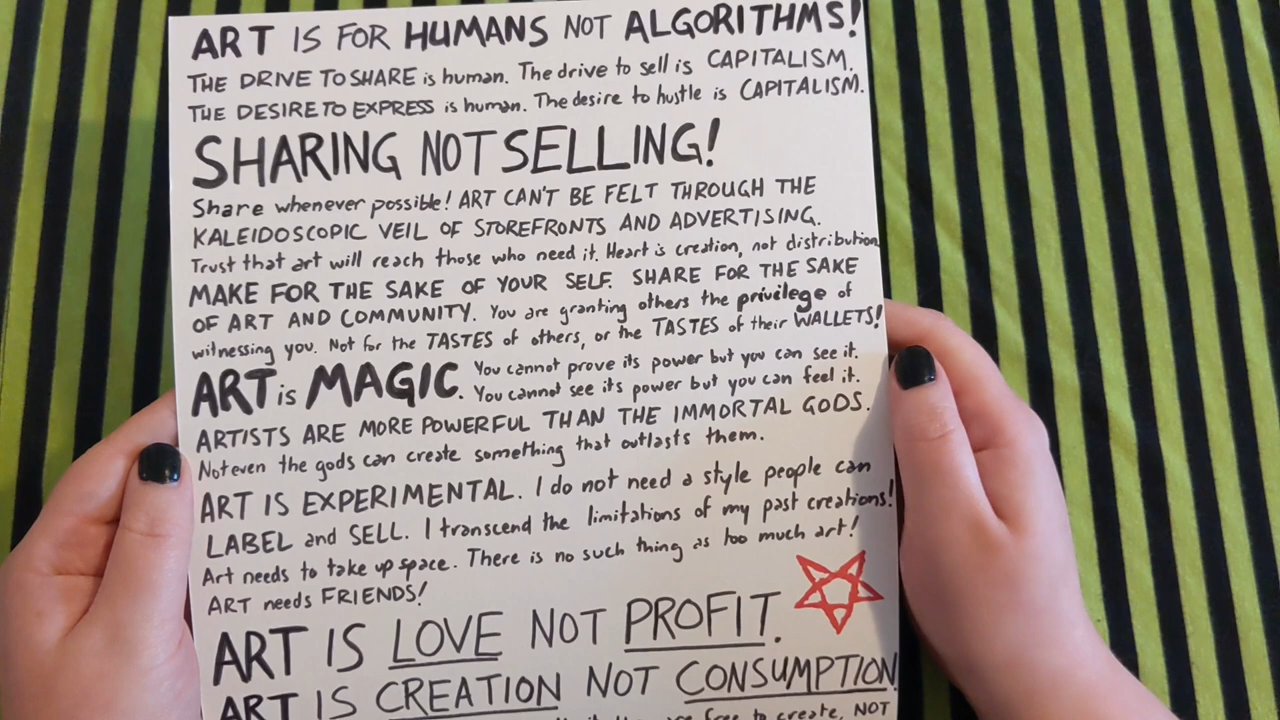 ART IS FOR HUMANS NOT ALGORITHMS!
THE DRIVE TO SHARE is human. The drive to sell is CAPITALISM.
THE DESIRE TO EXPRESS is human. The desire to hustle is CAPITALISM.
SHARING NOT SELLING!
Share whenever possible! ART CAN'T BE FELT THROUGH THE
KALEIDOSCOPIC VEIL OF STOREFRONTS AND ADVERTISING.
Trust that art will reach those who need it. Heart is creation, not distribution.
MAKE FOR THE SAKE OF YOUR SELF. SHARE FOR THE SAKE
OF ART AND COMMUNITY. You are granting others the privilege of
witnessing you. Not for the TASTES of others, or the TASTES of their WALLETS!
ART is MAGIC. You cannot prove its power but you can see it.
You cannot see its power but you can feel it.
ARTISTS ARE MORE POWERFUL THAN THE IMMORTAL GODS.
Not even the gods can create something that outlasts them.
ART IS EXPERIMENTAL. I do not need a style people can
LABEL and SELL. I transcend the limitations of my past creations!
Art needs to take up space. There is no such thing as too much art!
ART needs FRIENDS!
ART IS LOVE NOT PROFIT.
ART IS CREATION NOT CONSUMPTION!
free to create, NOT